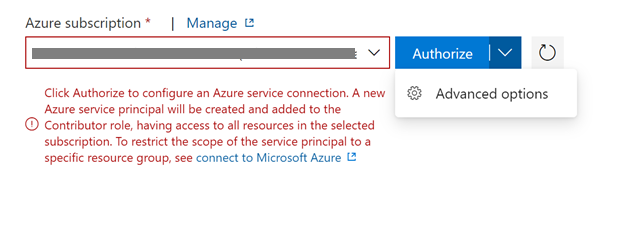 Azure subscription * | Manage
Authorize
Advanced options
Click Authorize to configure an Azure service connection. A new
Azure service principal will be created and added to the
Contributor role, having access to all resources in the selected
subscription. To restrict the scope of the service principal to a
specific resource group, see connect to Microsoft Azure